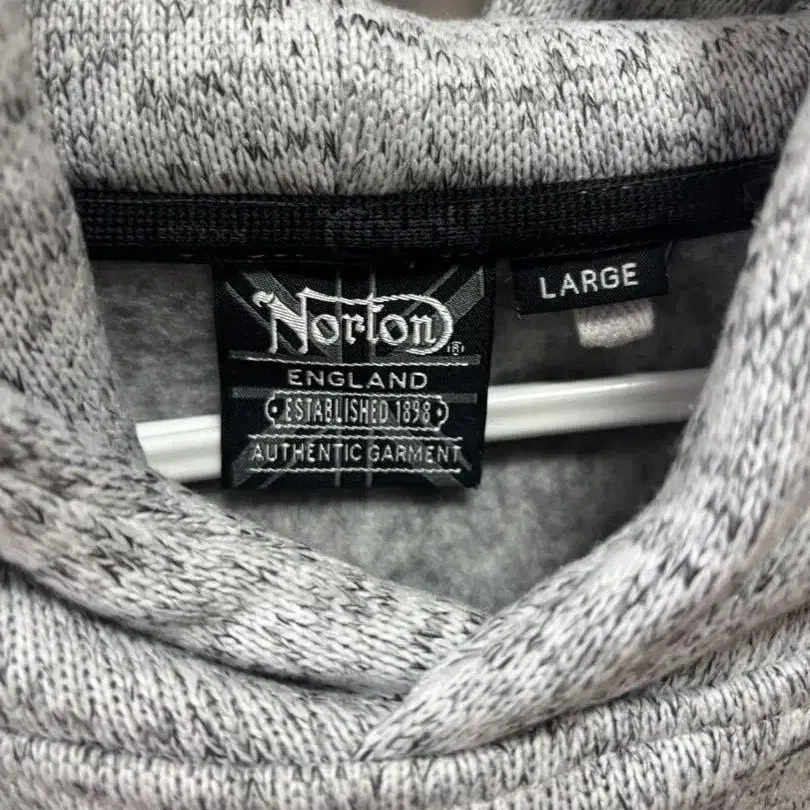 Norton®
ENGLAND
ESTABLISHED 1898
AUTHENTIC GARMENT
LARGE